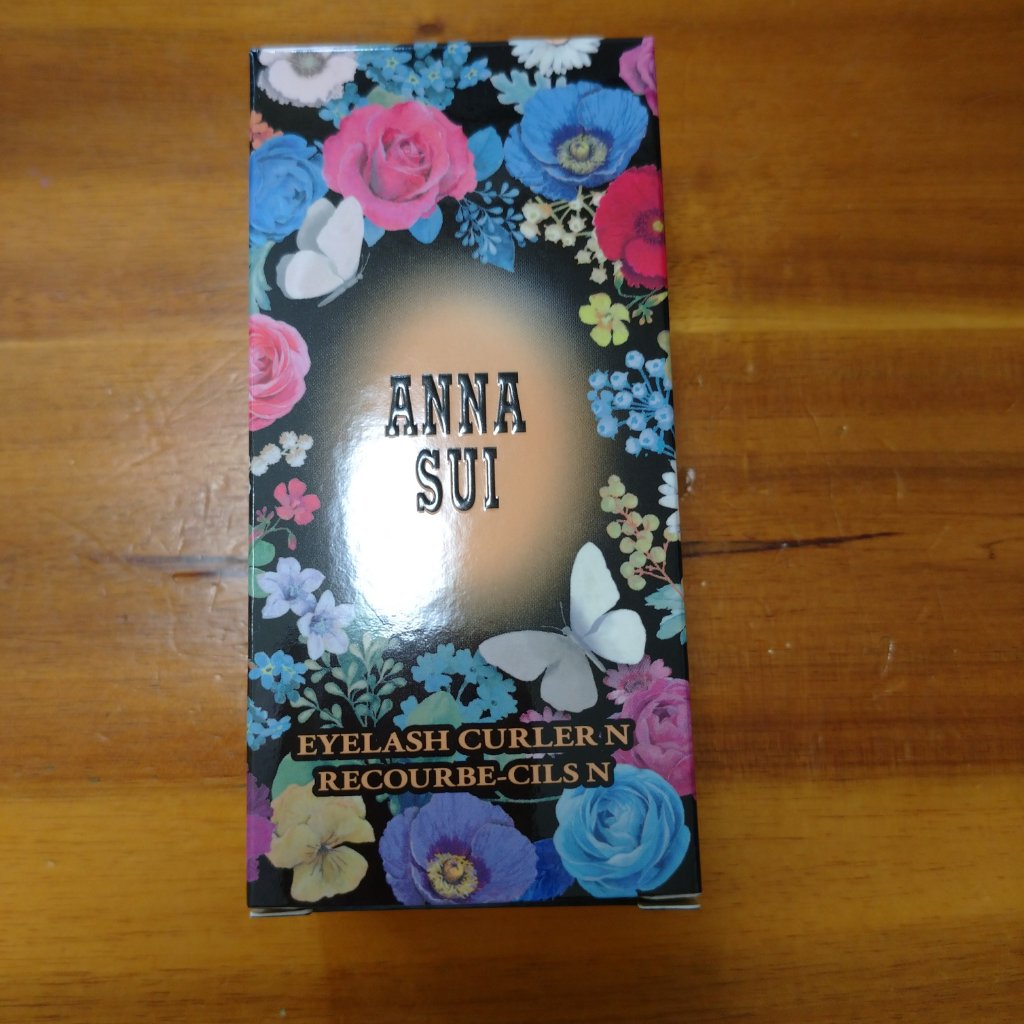 ANNA
SUI
EYELASH CURLER N
RECOURBE-CILS N